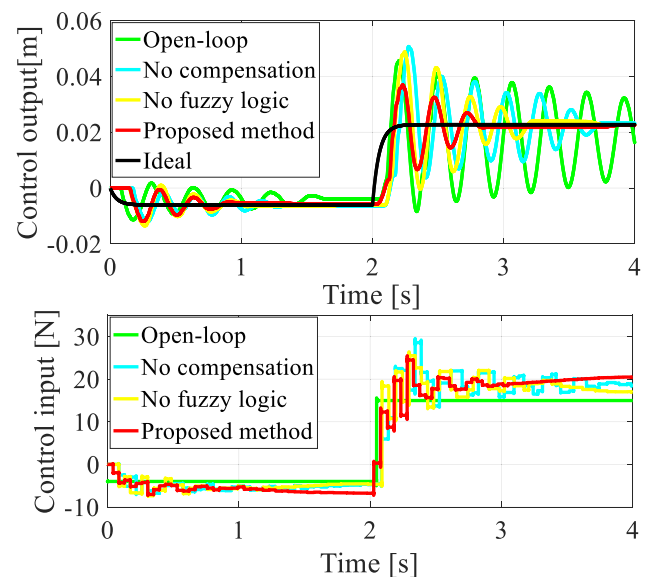 Control output[m]
0.06
0.04
0.02
0
-0.02
Open-loop
No compensation
No fuzzy logic
Proposed method
Ideal
0
1
2
3
4
Time [s]
Control input [N]
30
20
10
0
-10
Open-loop
No compensation
No fuzzy logic
Proposed method
0
1
2
3
4
Time [s]